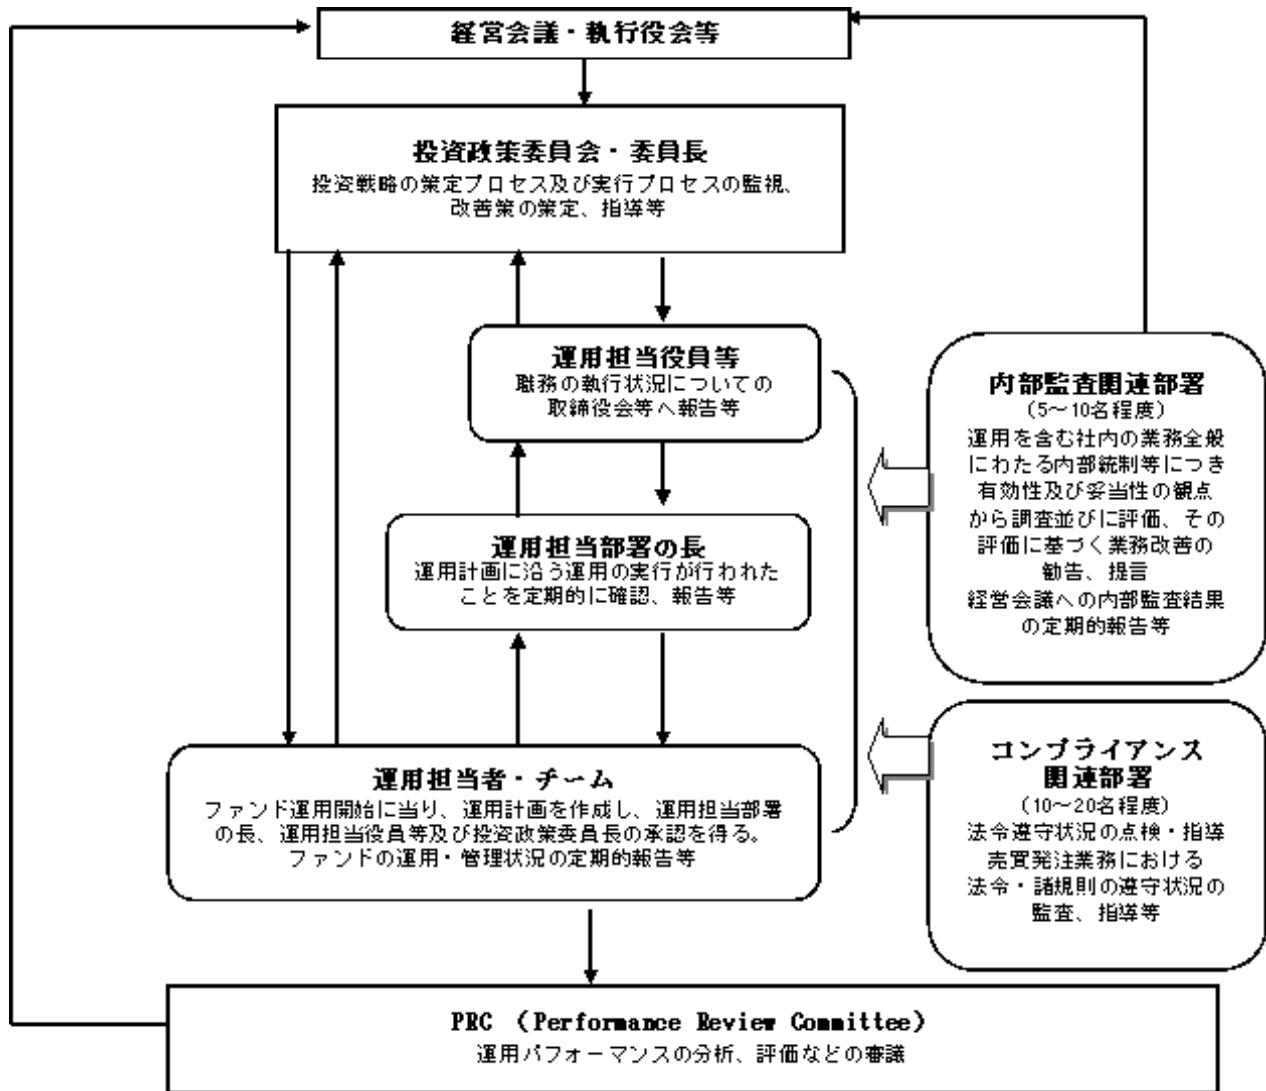 経営会議・執行役会等
投資政策委員会・委員長
投資戦略の策定プロセス及び実行プロセスの監視、
改善策の策定、指導等
運用担当役員等
職務の執行状況についての
取締役会等へ報告等
運用担当部署の長
運用計画に沿う運用の実行が行われた
ことを定期的に確認、報告等
運用担当者・チーム
ファンド運用開始に当り、運用計画を作成し、運用担当部署
の長、運用担当役員等及び投資政策委員長の承認を得る。
ファンドの運用・管理状況の定期的報告等
内部監査関連部署
(5～10名程度)
運用を含む社内の業務全般
にわたる内部統制等につき
有効性及び妥当性の観点
から調査並びに評価、その
評価に基づく業務改善の
勧告、提言
経営会議への内部監査結果
の定期的報告等
コンプライアンス
関連部署
(10～20名程度)
法令遵守状況の点検・指導
売買発注業務における
法令・諸規則の遵守状況の
監査、指導等
PRC (Performance Review Committee)
運用パフォーマンスの分析、評価などの審議